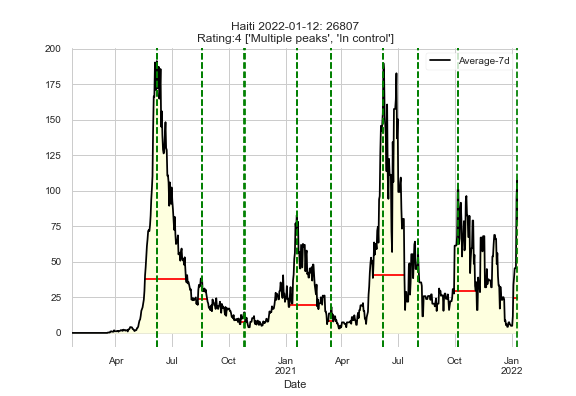 Haiti 2022-01-12: 26807
Rating:4 ['Multiple peaks', 'In control']
Average-7d
200
175
150
125
100
75
50
25
0
Apr Jul Oct Jan Apr Jul Oct Jan
2021 2022
Date